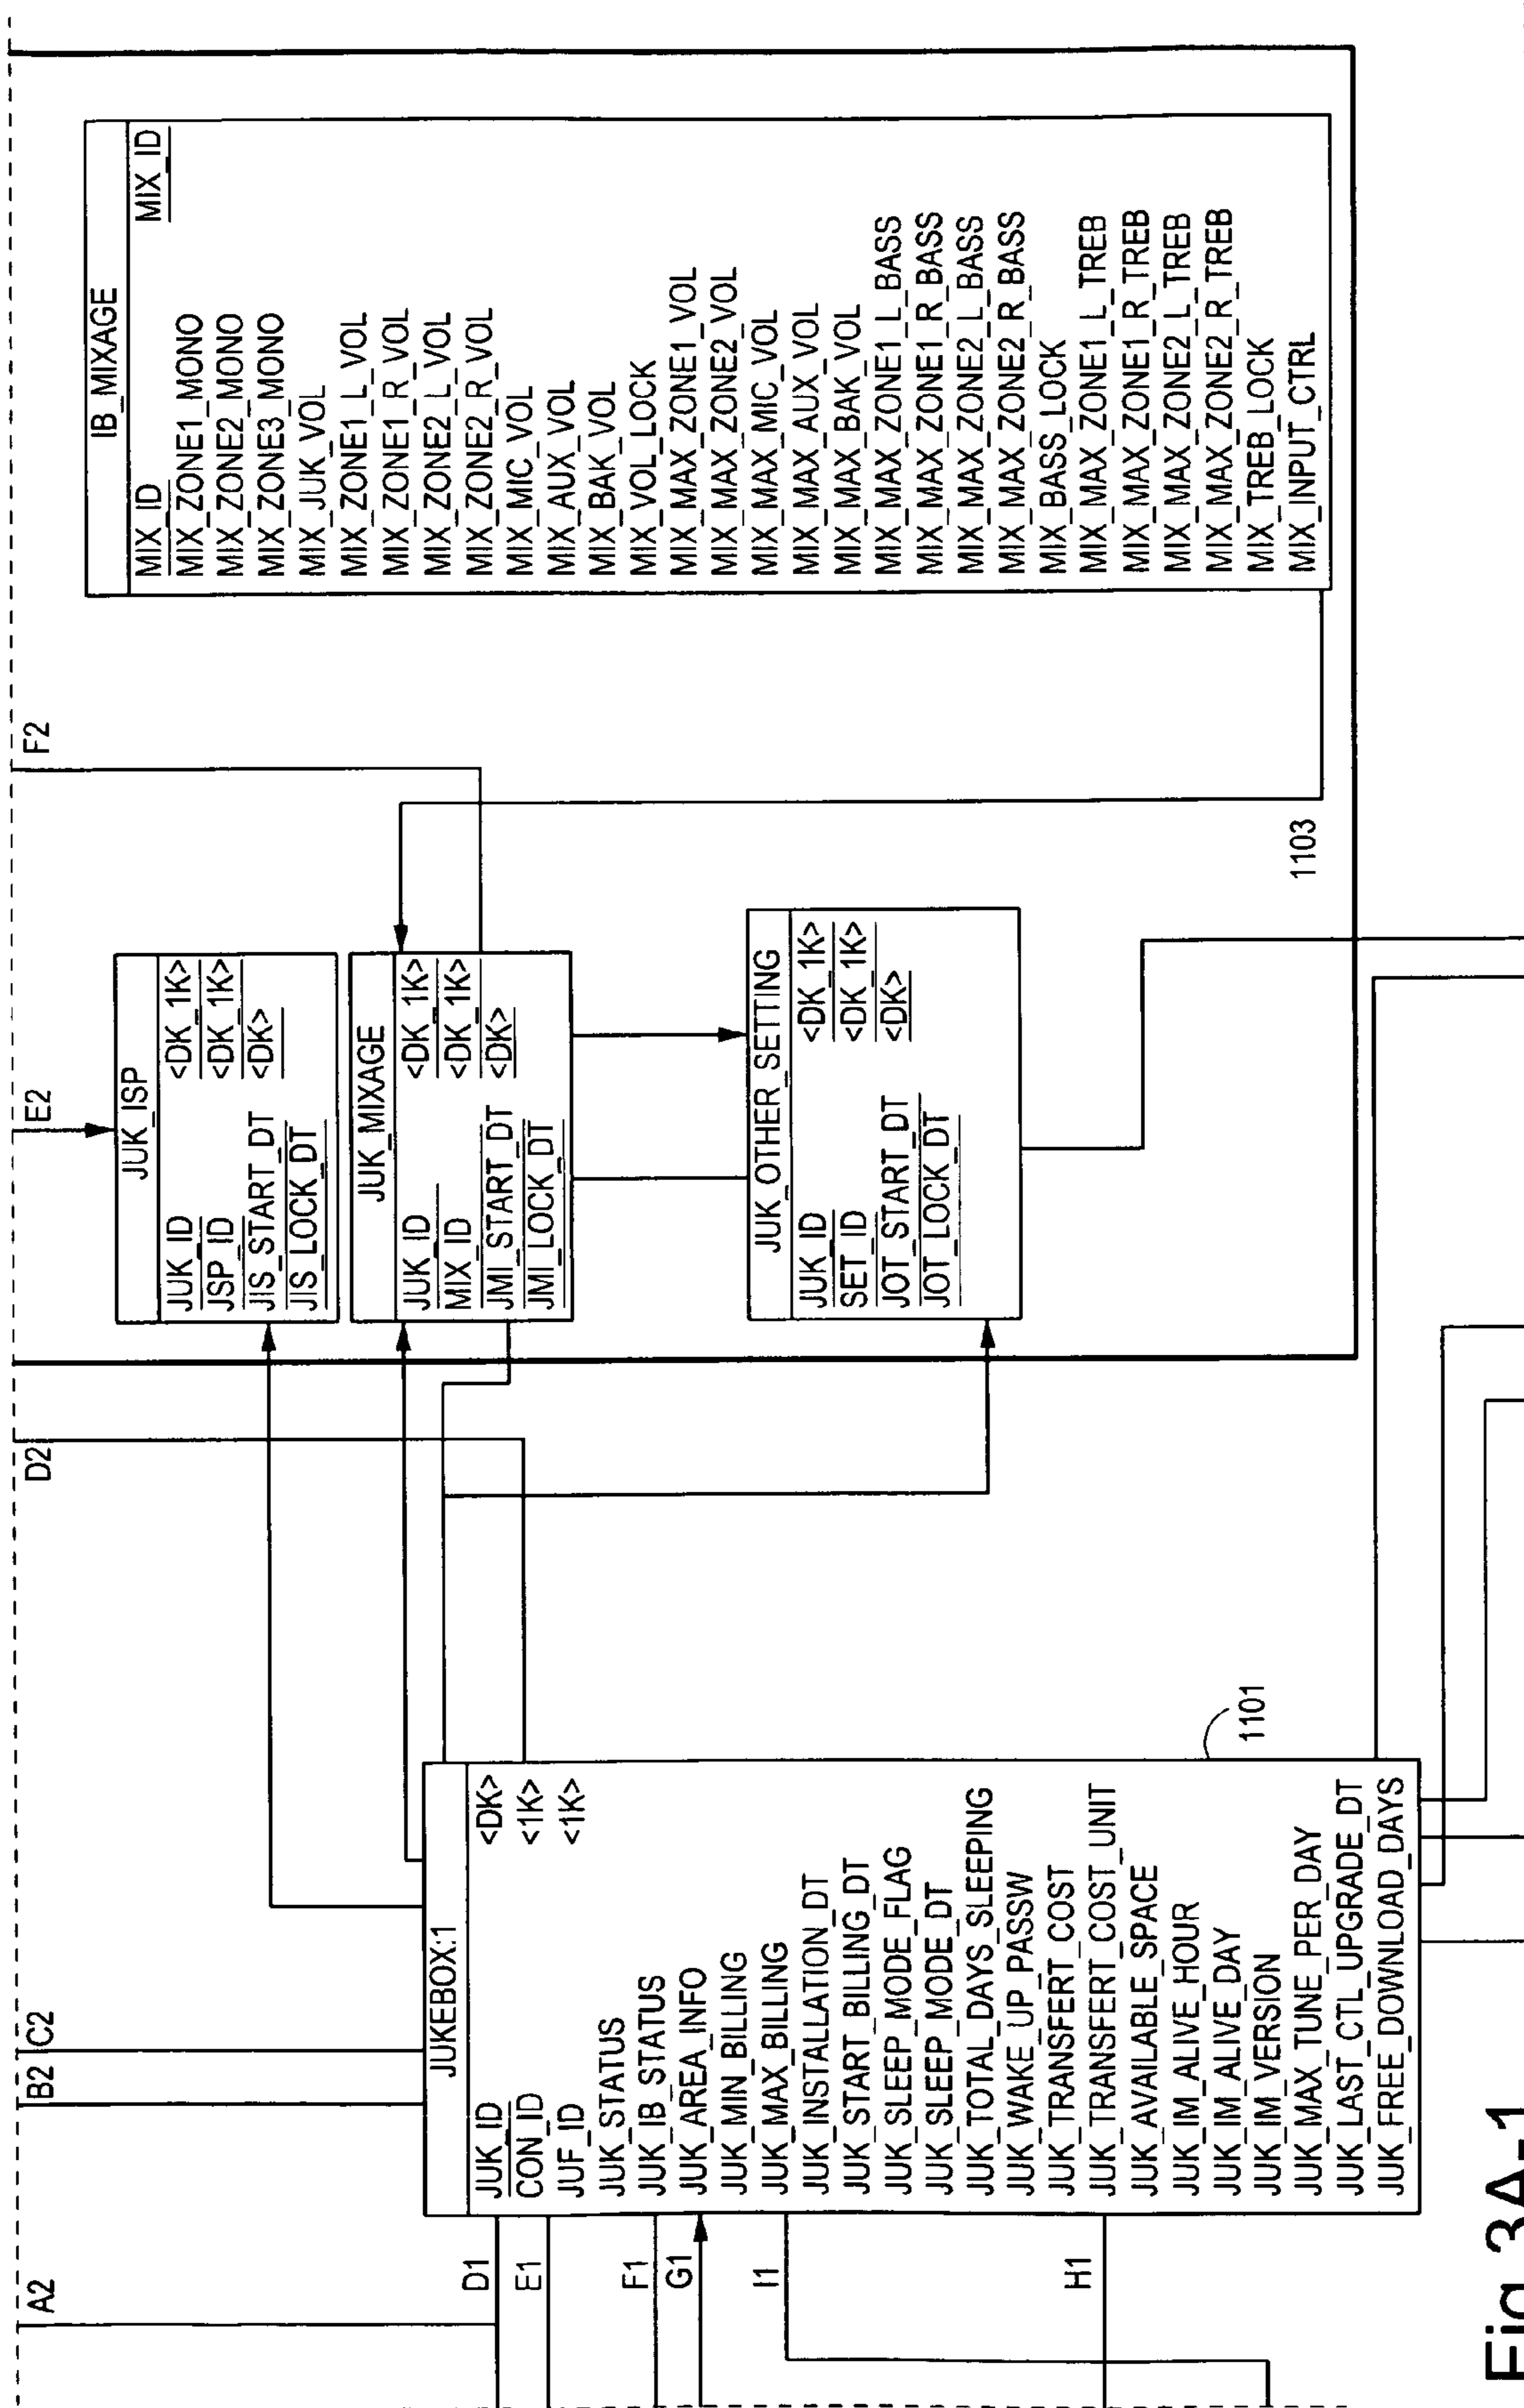 A2
B2
C2
D2
E2
F2
D1
E1
F1
G1
I1
H1
JUKEBOX:1
JUK_ID <DK>
CON_ID <1K>
JUF_ID <1K>
JUK_STATUS
JUK_IB_STATUS
JUK_AREA_INFO
JUK_MIN_BILLING
JUK_MAX_BILLING
JUK_INSTALLATION_DT
JUK_START_BILLING_DT
JUK_SLEEP_MODE_FLAG
JUK_SLEEP_MODE_DT
JUK_TOTAL_DAYS_SLEEPING
JUK_WAKE_UP_PASSW
JUK_TRANSFERT_COST
JUK_TRANSFERT_COST_UNIT
JUK_AVAILABLE_SPACE
JUK_IM_ALIVE_HOUR
JUK_IM_ALIVE_DAY
JUK_IM_VERSION
JUK_MAX_TUNE_PER_DAY
JUK_LAST_CTL_UPGRADE_DT
JUK_FREE_DOWNLOAD_DAYS
1101
JUK_ISP
JUK_ID <DK_1K>
JSP_ID <DK_1K>
JIS_START_DT <DK>
JIS_LOCK_DT
JUK_MIXAGE
JUK_ID <DK_1K>
MIX_ID <DK_1K>
JMI_START_DT <DK>
JMI_LOCK_DT
JUK_OTHER_SETTING
JUK_ID <DK_1K>
SET_ID <DK_1K>
JOT_START_DT <DK>
JOT_LOCK_DT
1103
IB_MIXAGE
MIX_ID MIX_ID
MIX_ZONE1_MONO
MIX_ZONE2_MONO
MIX_ZONE3_MONO
MIX_JUK_VOL
MIX_ZONE1_L_VOL
MIX_ZONE1_R_VOL
MIX_ZONE2_L_VOL
MIX_ZONE2_R_VOL
MIX_MIC_VOL
MIX_AUX_VOL
MIX_BAK_VOL
MIX_VOL_LOCK
MIX_MAX_ZONE1_VOL
MIX_MAX_ZONE2_VOL
MIX_MAX_MIC_VOL
MIX_MAX_AUX_VOL
MIX_MAX_BAK_VOL
MIX_MAX_ZONE1_L_BASS
MIX_MAX_ZONE1_R_BASS
MIX_MAX_ZONE2_L_BASS
MIX_MAX_ZONE2_R_BASS
MIX_BASS_LOCK
MIX_MAX_ZONE1_L_TREB
MIX_MAX_ZONE1_R_TREB
MIX_MAX_ZONE2_L_TREB
MIX_MAX_ZONE2_R_TREB
MIX_TREB_LOCK
MIX_INPUT_CTRL
Fig.3A-1